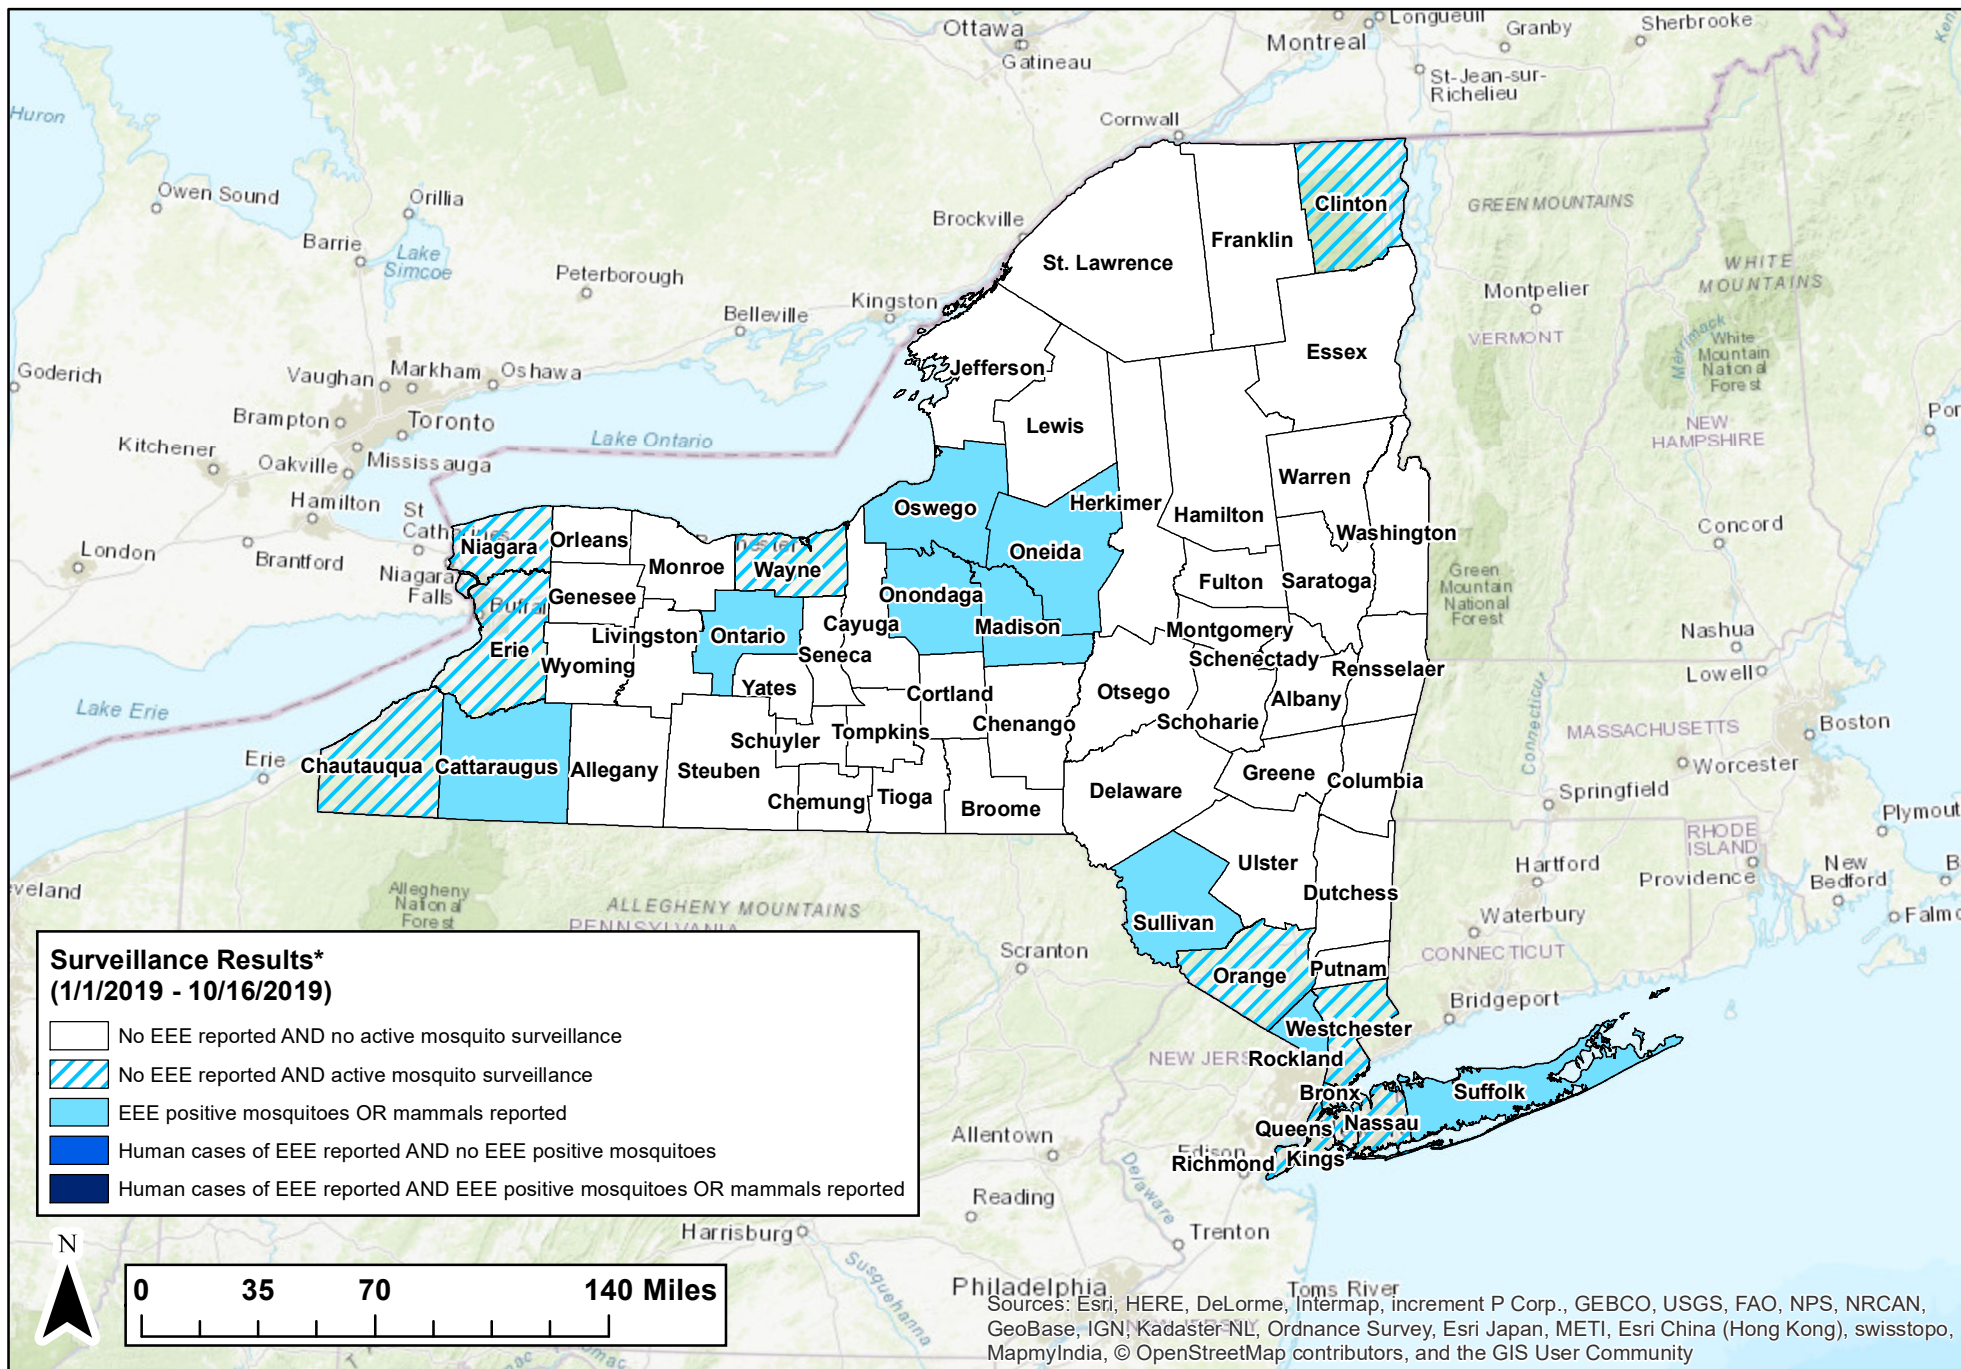 Ottawa
Gatineau
Longueuil
Montreal
Granby
Sherbrooke
St-Jean-sur-
Richelieu
Huron
Cornwall
Owen Sound
Orillia
Barrie
Lake
Simcoe
Peterborough
Belleville
Brockville
Kingston
Clinton
Franklin
St. Lawrence
GREEN MOUNTAINS
WHITE
MOUNTAINS
Montpelier
VERMONT
Merrimack
White
Mountain
National
Forest
Essex
Jefferson
Goderich
Vaughan
Markham
Oshawa
Brampton
Toronto
Kitchener
Oakville
Mississauga
Lake Ontario
Lewis
NEW
HAMPSHIRE
Hamilton
St
Warren
Oswego
Herkimer
Hamilton
Washington
Concord
London
Brantford
Niagara
Falls
Niagara
Orleans
Monroe
Wayne
Oneida
Fulton
Saratoga
Green
Mountain
National
Forest
Genesee
Onondaga
Madison
Cayuga
Livingston
Ontario
Montgomery
Nashua
Erie
Wyoming
Seneca
Schenectady
Rensselaer
Lowell
Yates
Cortland
Otsego
Albany
Lake Erie
Chenango
Schoharie
MASSACHUSETTS
Boston
Connecticut
Erie
Chautauqua
Cattaraugus
Allegany
Steuben
Schuyler
Tompkins
Greene
Columbia
Worcester
Springfield
Chemung
Tioga
Broome
Delaware
Plymout
RHODE
ISLAND
Ulster
Hartford
Providence
New
Bedford
veland
Allegheny
National
Forest
ALLEGHENY MOUNTAINS
PENNSYLVANIA
Dutchess
Waterbury
Falmo
Sullivan
Scranton
CONNECTICUT
Orange
Putnam
Bridgeport
Westchester
Rockland
NEW JERS
Bronx
Suffolk
Queens
Nassau
Allentown
Edison
Richmond
Kings
Delaware
Reading
Trenton
Harrisburg
Susquehanna
Philadelphia
Toms River
Surveillance Results*
(1/1/2019 - 10/16/2019)
No EEE reported AND no active mosquito surveillance
No EEE reported AND active mosquito surveillance
EEE positive mosquitoes OR mammals reported
Human cases of EEE reported AND no EEE positive mosquitoes
Human cases of EEE reported AND EEE positive mosquitoes OR mammals reported
N
0 35 70 140 Miles
Sources: Esri, HERE, DeLorme, Intermap, increment P Corp., GEBCO, USGS, FAO, NPS, NRCAN,
GeoBase, IGN, Kadaster NL, Ordnance Survey, Esri Japan, METI, Esri China (Hong Kong), swisstopo,
MapmyIndia, © OpenStreetMap contributors, and the GIS User Community